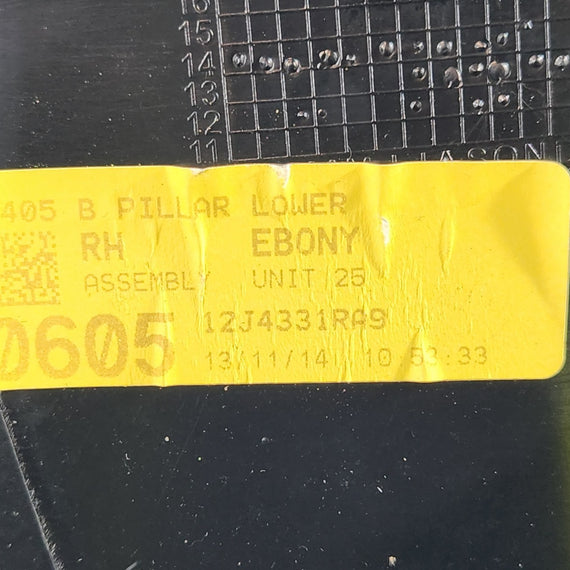 16
15
14
13
12
11 JASON
405 B PILLAR LOWER
RH EBONY
ASSEMBLY UNIT 25
0605 12J4331RA9
13/11/14 10 53:33